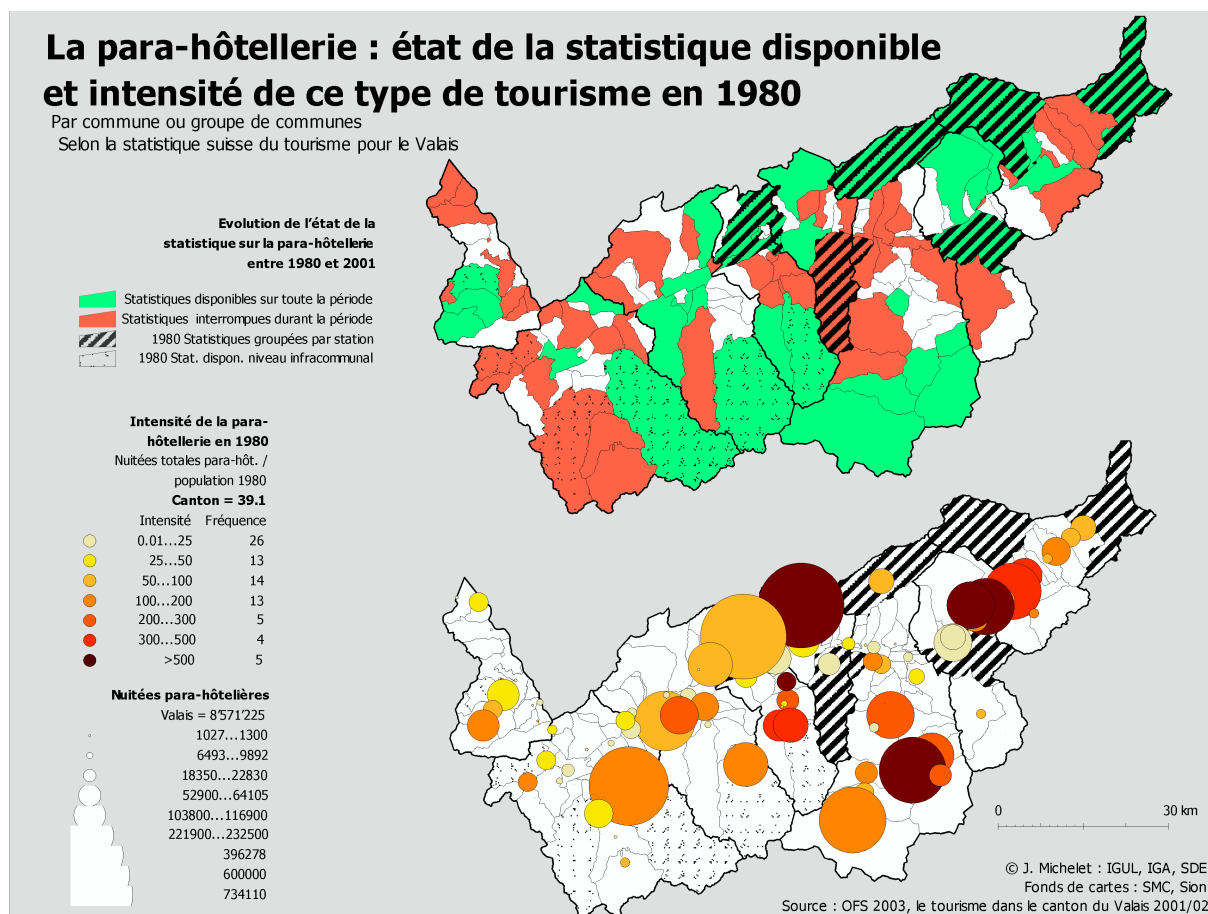 La para-hôtellerie : état de la statistique disponible
et intensité de ce type de tourisme en 1980
Par commune ou groupe de communes
Selon la statistique suisse du tourisme pour le Valais
Evolution de l'état de la
statistique sur la para-hôtellerie
entre 1980 et 2001
Statistiques disponibles sur toute la période
Statistiques interrompues durant la période
1980 Statistiques groupées par station
1980 Stat. dispon. niveau infracommunal
Intensité de la para-
hôtellerie en 1980
Nuitées totales para-hôt. /
population 1980
Canton = 39.1
Intensité Fréquence
0.01...25 26
25...50 13
50...100 14
100...200 13
200...300 5
300...500 4
>500 5
Nuitées para-hôtelières
Valais = 8'571'225
1027...1300
6493...9892
18350...22830
52900...64105
103800...116900
221900...232500
396278
600000
734110
0 30 km
© J. Michelet : IGUL, IGA, SDE
Fonds de cartes : SMC, Sion
Source : OFS 2003, le tourisme dans le canton du Valais 2001/02